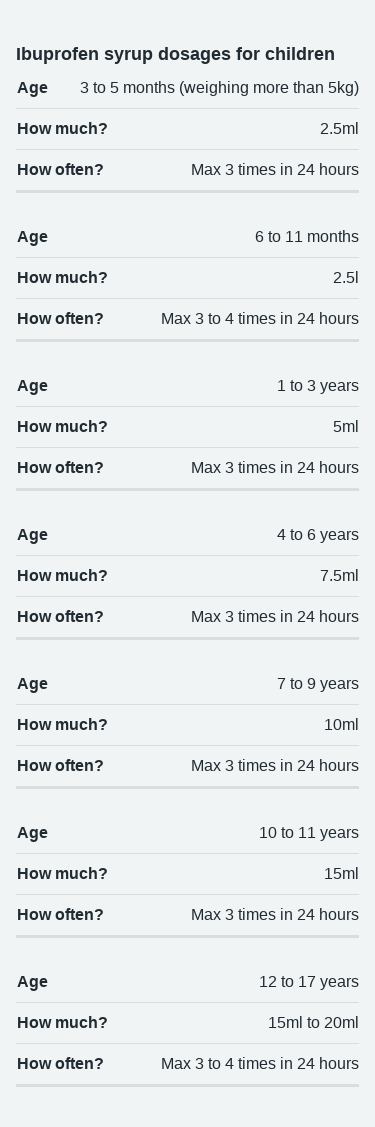 Ibuprofen syrup dosages for children
Age 3 to 5 months (weighing more than 5kg)
How much? 2.5ml
How often? Max 3 times in 24 hours
Age 6 to 11 months
How much? 2.5l
How often? Max 3 to 4 times in 24 hours
Age 1 to 3 years
How much? 5ml
How often? Max 3 times in 24 hours
Age 4 to 6 years
How much? 7.5ml
How often? Max 3 times in 24 hours
Age 7 to 9 years
How much? 10ml
How often? Max 3 times in 24 hours
Age 10 to 11 years
How much? 15ml
How often? Max 3 times in 24 hours
Age 12 to 17 years
How much? 15ml to 20ml
How often? Max 3 to 4 times in 24 hours